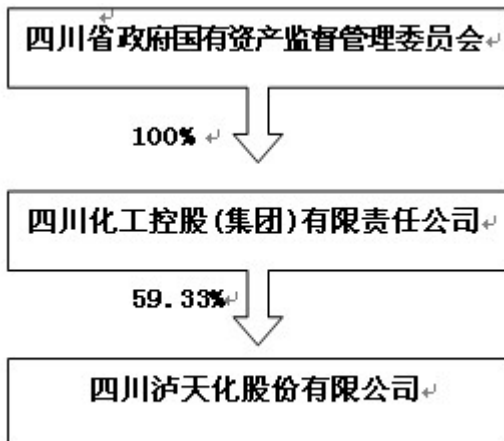 四川省政府国有资产监督管理委员会
100%
四川化工控股(集团)有限责任公司
59.33%
四川泸天化股份有限公司